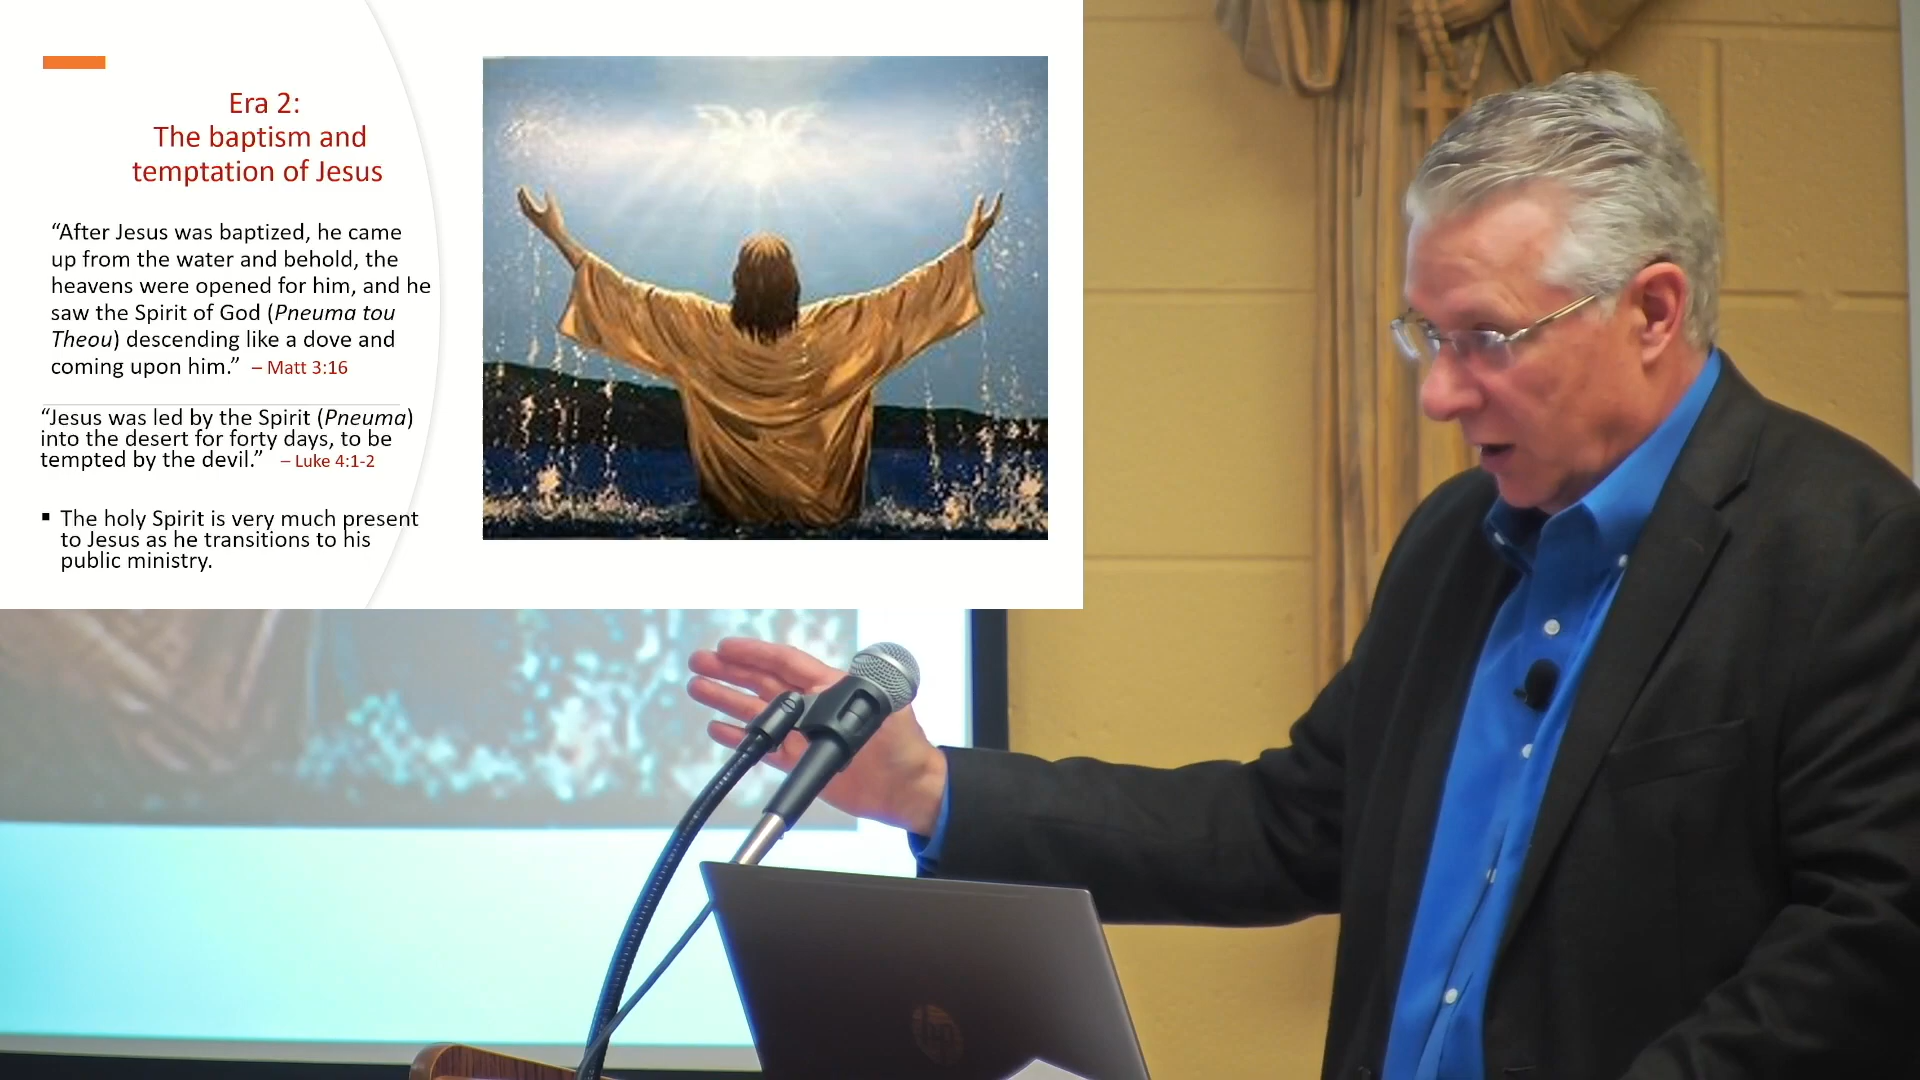 Era 2:
The baptism and
temptation of Jesus
“After Jesus was baptized, he came
up from the water and behold, the
heavens were opened for him, and he
saw the Spirit of God (Pneuma tou
Theou) descending like a dove and
coming upon him.” – Matt 3:16
“Jesus was led by the Spirit (Pneuma)
into the desert for forty days, to be
tempted by the devil.” – Luke 4:1-2
▪ The holy Spirit is very much present
to Jesus as he transitions to his
public ministry.
hp